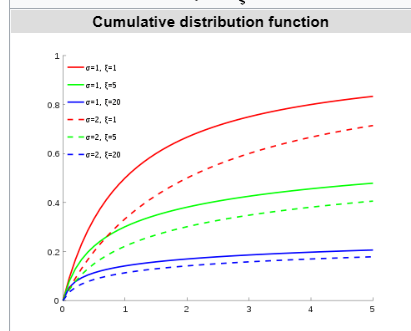 Cumulative distribution function
1
σ=1, ξ=1
σ=1, ξ=5
0.8
σ=1, ξ=20
σ=2, ξ=1
σ=2, ξ=5
0.6
σ=2, ξ=20
0.4
0.2
0
0 1 2 3 4 5